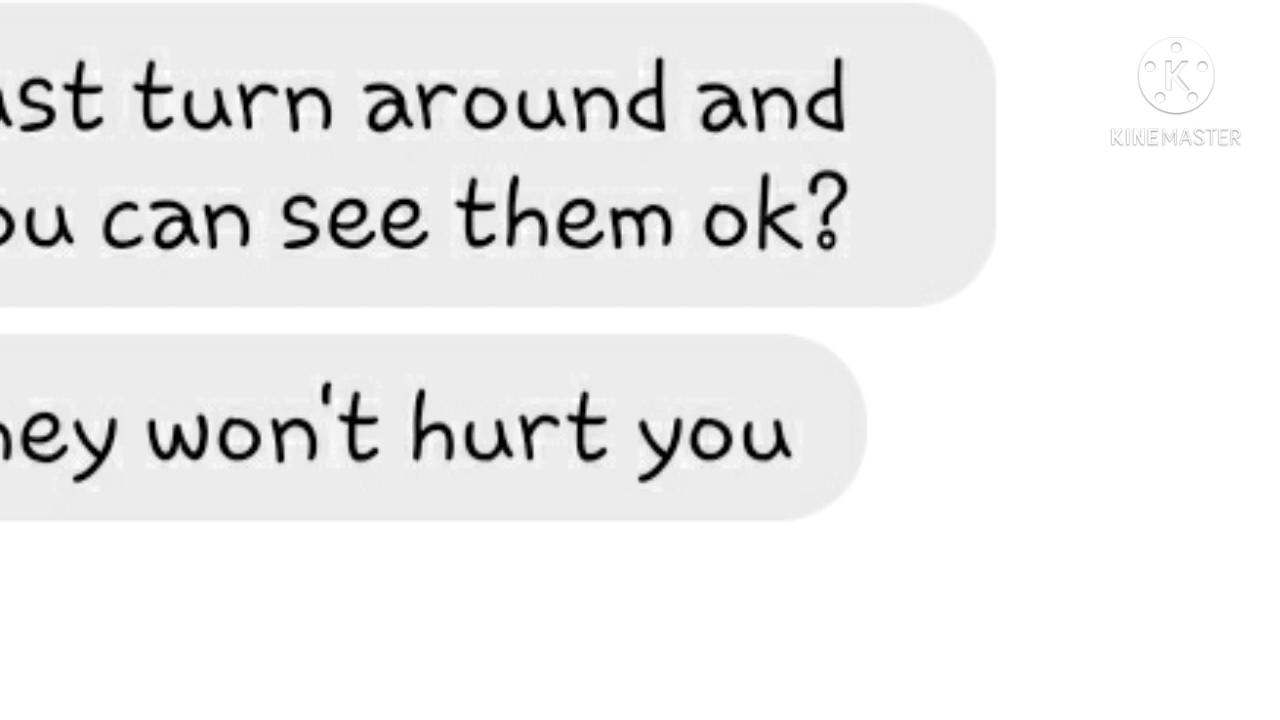 ust turn around and
ou can see them ok?
hey won't hurt you
KINEMASTER